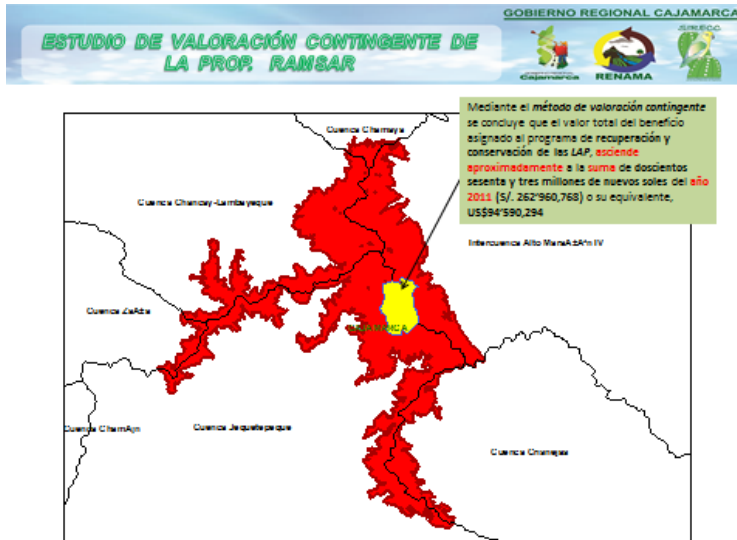 GOBIERNO REGIONAL CAJAMARCA
ESTUDIO DE VALORACIÓN CONTINGENTE DE
LA PROP. RAMSAR
Cajamarca
RENAMA
Mediante el método de valoración contingente
se concluye que el valor total del beneficio
asignado al programa de recuperación y
conservación de las LAP, asciende
aproximadamente a la suma de doscientos
sesenta y tres millones de nuevos soles del año
2011 (S/. 262'960,768) o su equivalente,
US$94'590,294
Cuenca Chamaya
Cuenca Chancay-Lambayeque
Intercuenca Alto MaraÃ±Ã³n IV
Cuenca ZaÃ±a
CAJAMARCA
Cuenca Jequetepeque
Cuenca Crisnejas